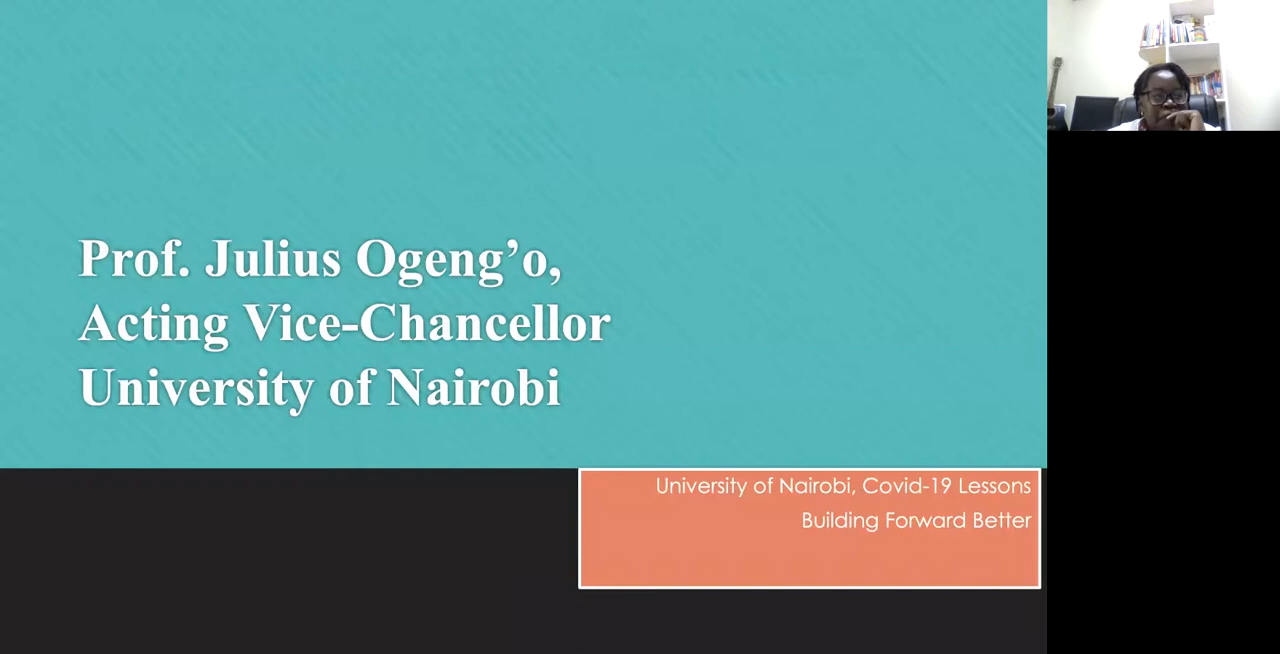 Prof. Julius Ogeng’o,
Acting Vice-Chancellor
University of Nairobi
University of Nairobi, Covid-19 Lessons
Building Forward Better